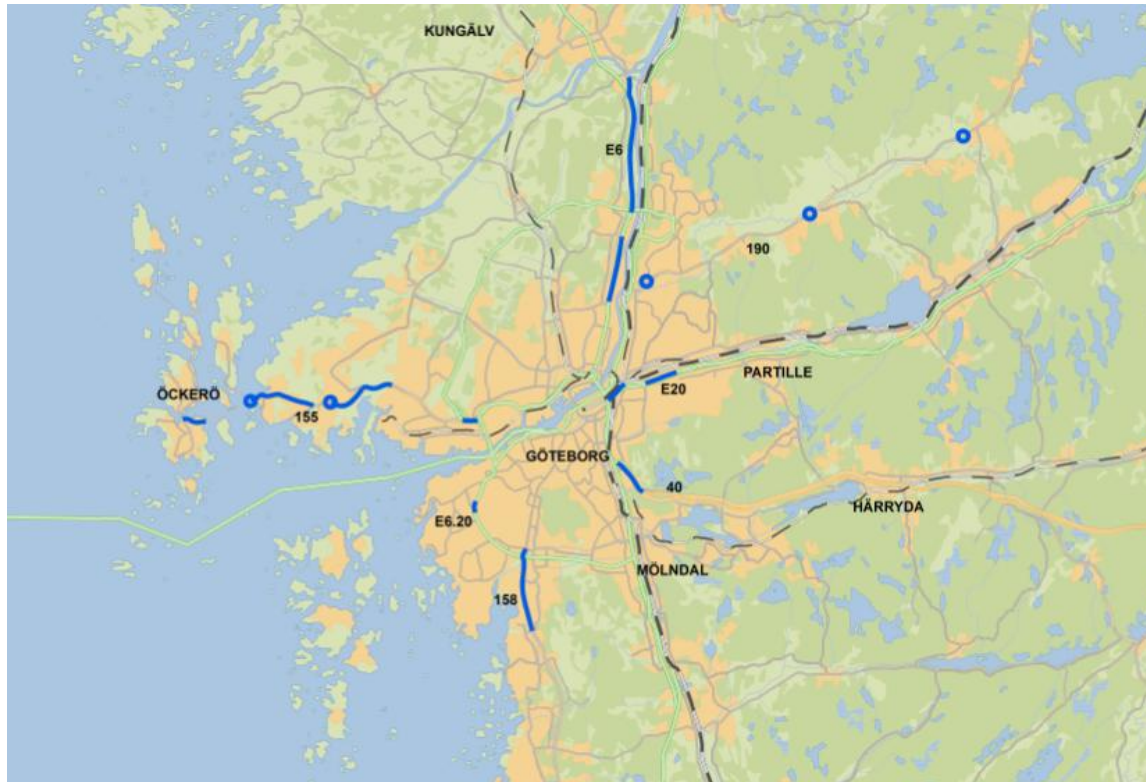 KUNGÄLV
E6
190
ÖCKERÖ
155
PARTILLE
E20
GÖTEBORG
40
HÄRRYDA
E6.20
MÖLNDAL
158